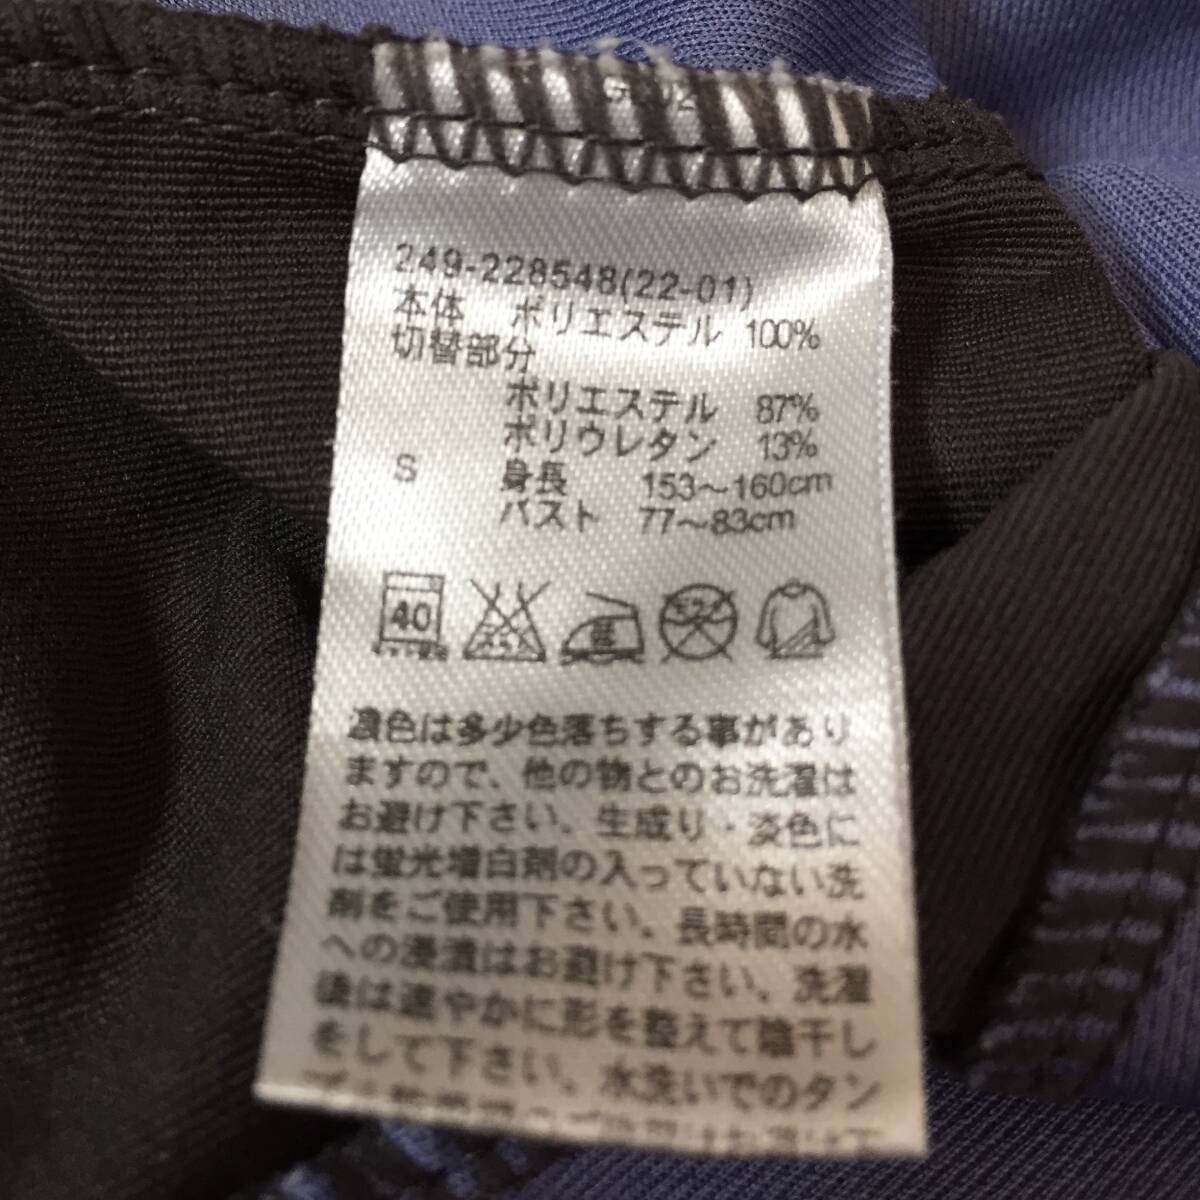 249-228548(22-01)
本体 ポリエステル 100%
切替部分
ポリエステル 87%
ポリウレタン 13%
S 身長 153～160cm
バスト 77～83cm
40
濃色は多少色落ちする事があり
ますので、他の物とのお洗濯は
お避け下さい。生成り・淡色に
は蛍光増白剤の入っていない洗
剤をご使用下さい。長時間の水
への浸漬はお避け下さい。洗濯
後は速やかに形を整えて陰干し
をして下さい。水洗いでのタン